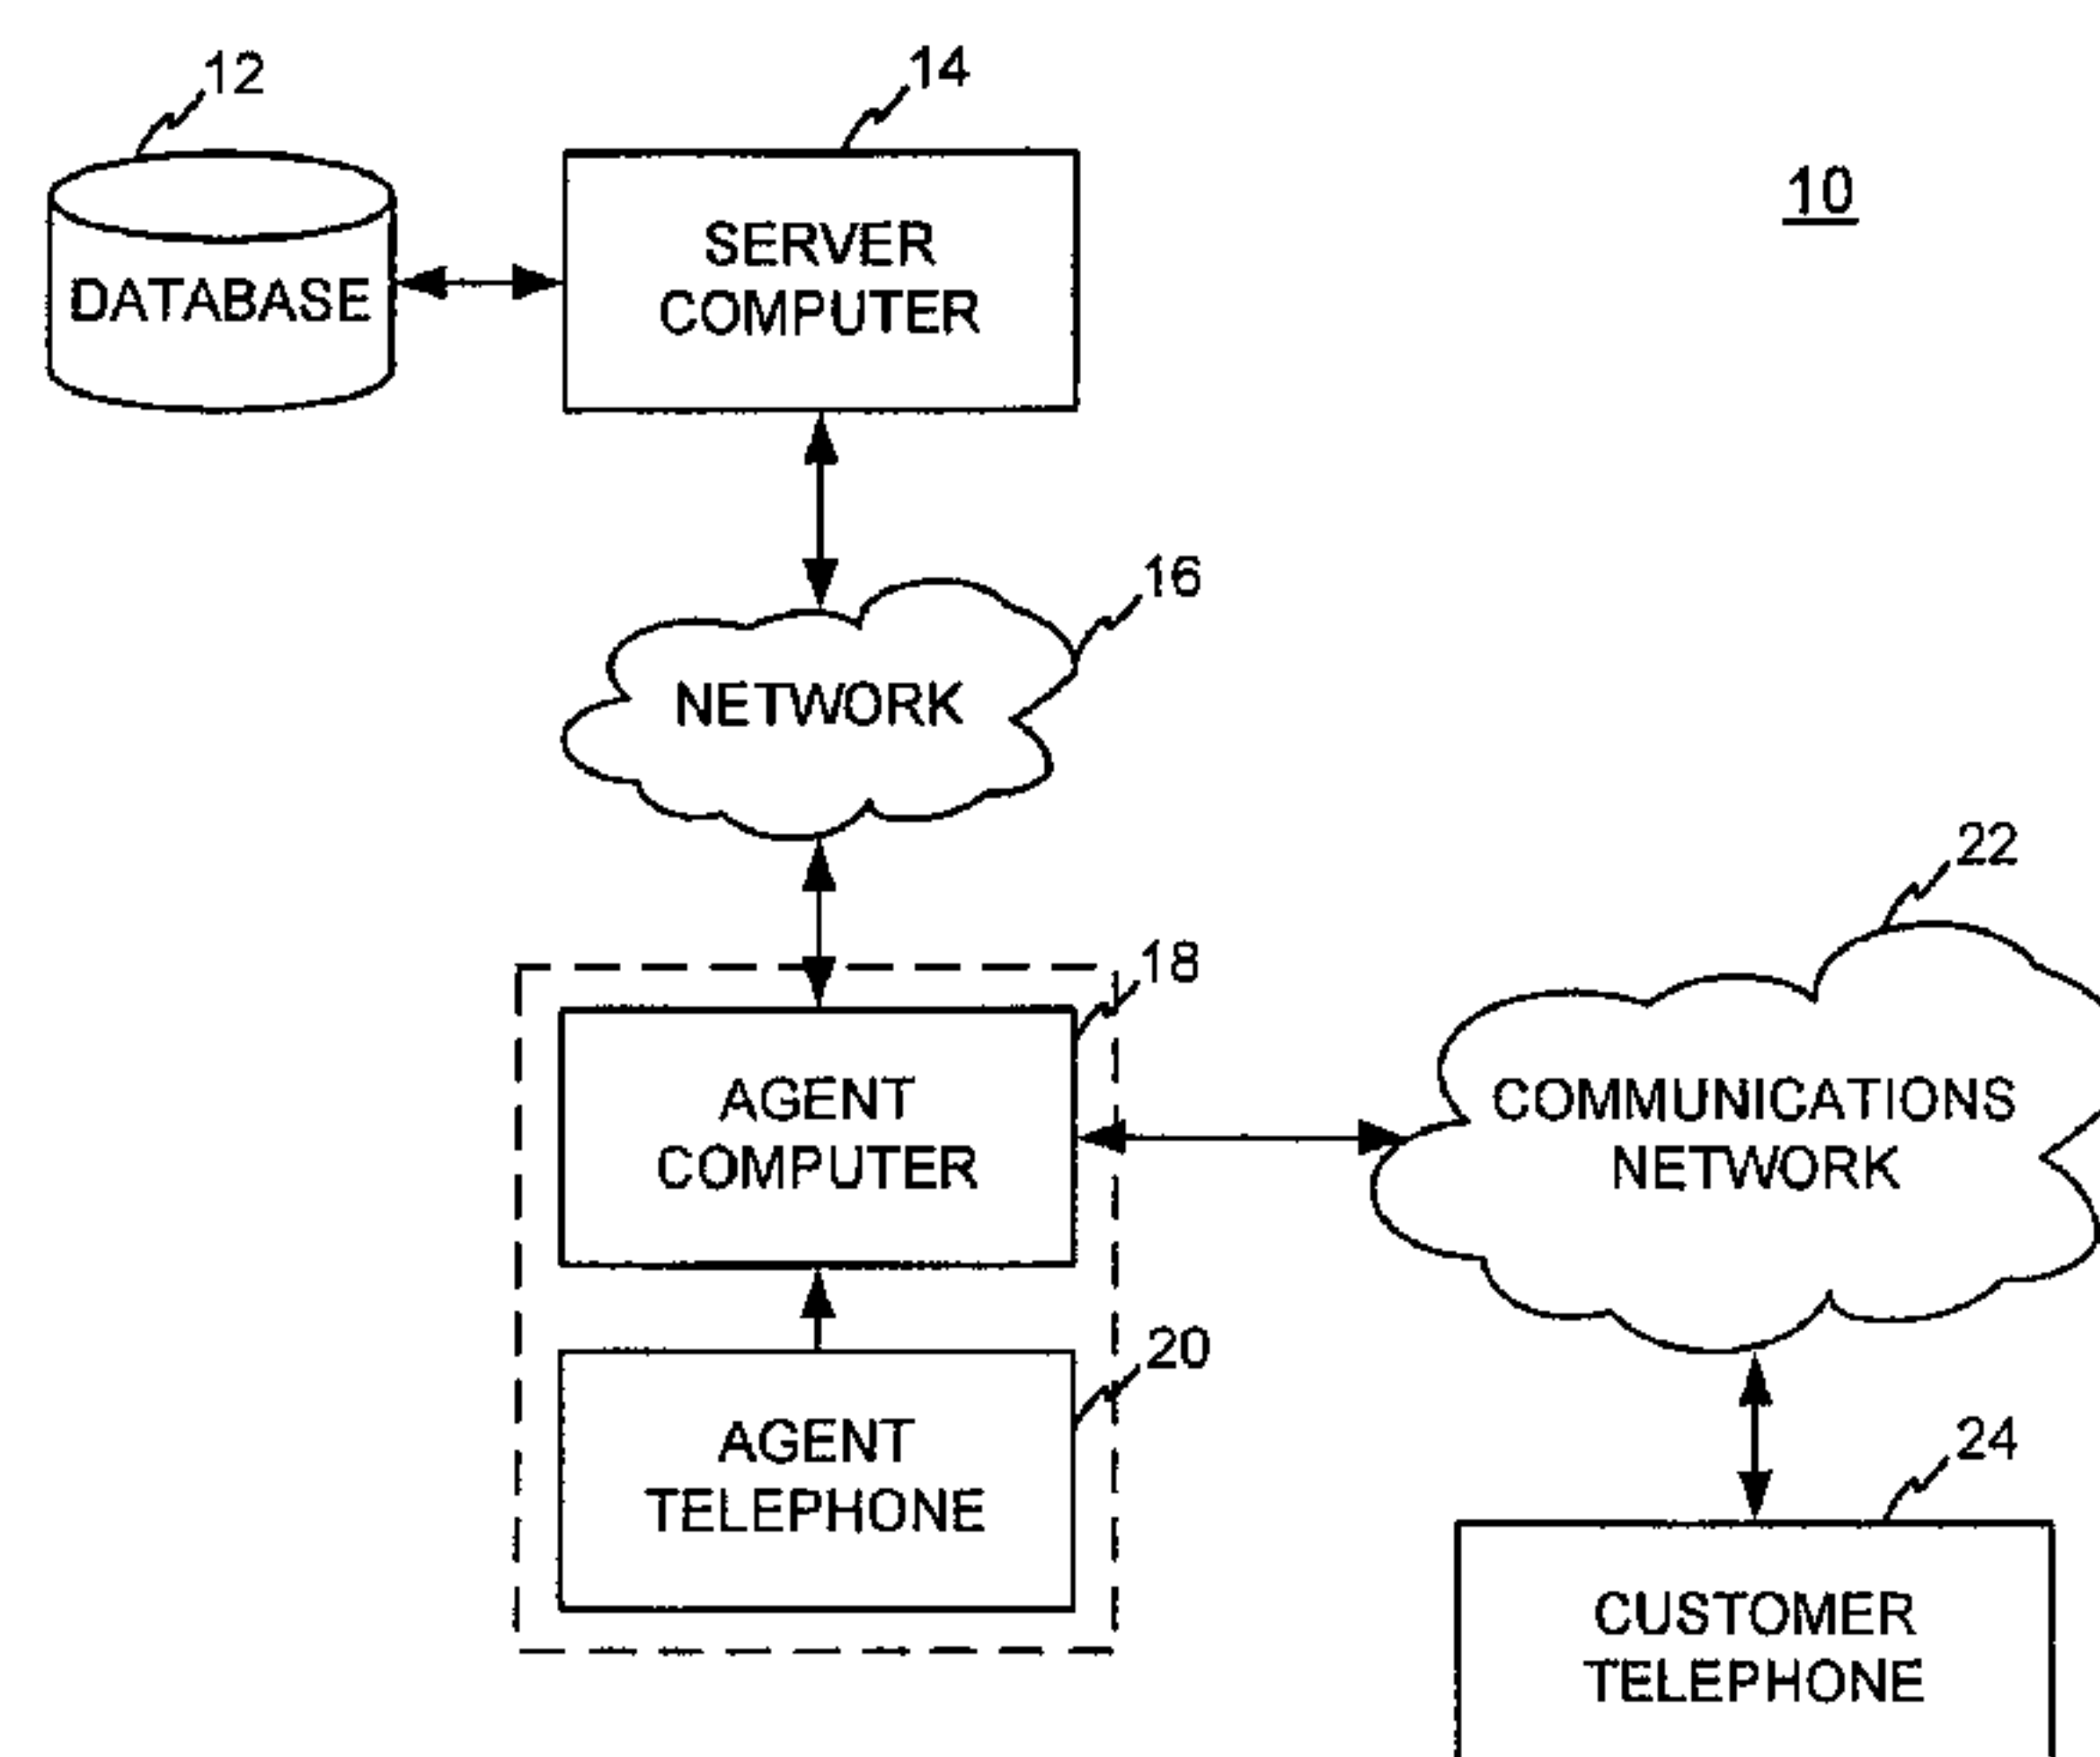 12
14
10
DATABASE
SERVER
COMPUTER
16
NETWORK
22
18
AGENT
COMPUTER
COMMUNICATIONS
NETWORK
20
AGENT
TELEPHONE
24
CUSTOMER
TELEPHONE